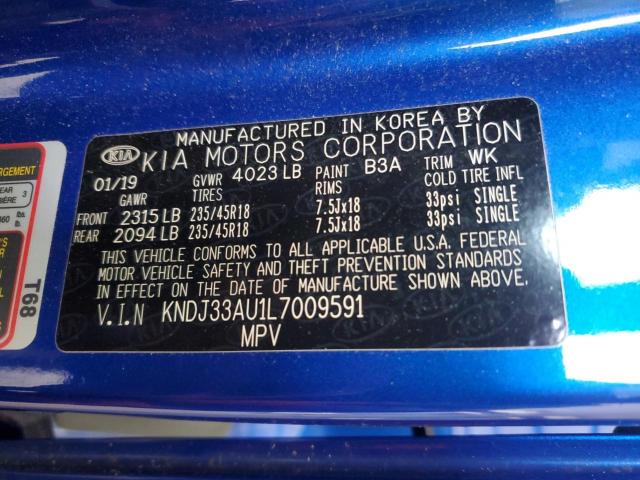 MANUFACTURED IN KOREA BY
KIA KIA MOTORS CORPORATION
01/19 GVWR 4023 LB PAINT B3A TRIM WK
GAWR TIRES RIMS COLD TIRE INFL
FRONT 2315 LB 235/45R18 7.5Jx18 33psi SINGLE
REAR 2094 LB 235/45R18 7.5Jx18 33psi SINGLE
THIS VEHICLE CONFORMS TO ALL APPLICABLE U.S.A. FEDERAL
MOTOR VEHICLE SAFETY AND THEFT PREVENTION STANDARDS
IN EFFECT ON THE DATE OF MANUFACTURE SHOWN ABOVE.
V.I.N KNDJ33AU1L7009591
MPV
T68